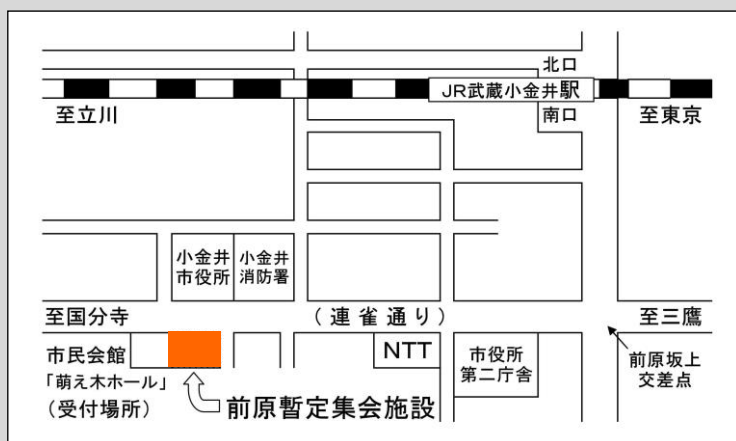 北口
JR武蔵小金井駅
至立川
南口
至東京
小金井
市役所
小金井
消防署
至国分寺
(連雀通り)
至三鷹
市民会館
「萌え木ホール」
(受付場所)
NTT
市役所
第二庁舎
前原坂上
交差点
前原暫定集会施設